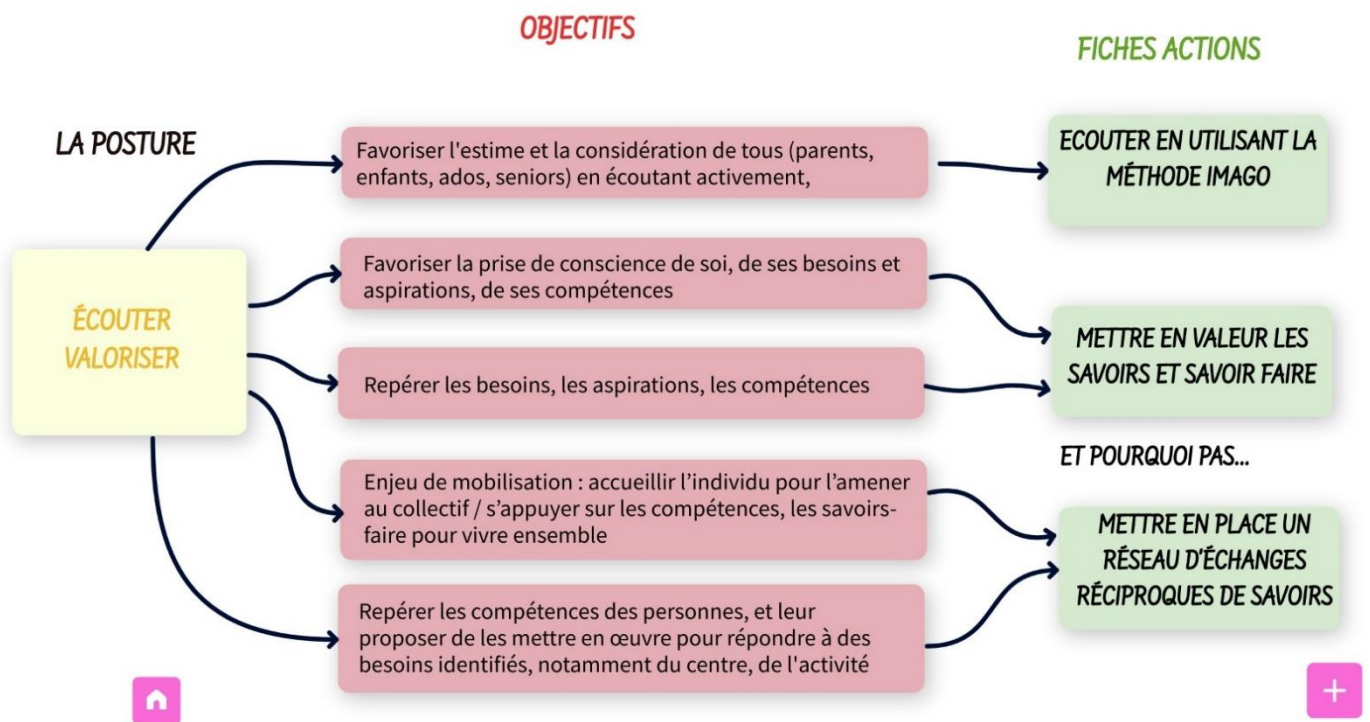 OBJECTIFS
FICHES ACTIONS
LA POSTURE
ÉCOUTER
VALORISER
Favoriser l'estime et la considération de tous (parents,
enfants, ados, seniors) en écoutant activement,
Favoriser la prise de conscience de soi, de ses besoins et
aspirations, de ses compétences
Repérer les besoins, les aspirations, les compétences
Enjeu de mobilisation : accueillir l’individu pour l’amener
au collectif / s’appuyer sur les compétences, les savoirs-
faire pour vivre ensemble
Repérer les compétences des personnes, et leur
proposer de les mettre en œuvre pour répondre à des
besoins identifiés, notamment du centre, de l'activité
ECOUTER EN UTILISANT LA
MÉTHODE IMAGO
METTRE EN VALEUR LES
SAVOIRS ET SAVOIR FAIRE
ET POURQUOI PAS...
METTRE EN PLACE UN
RÉSEAU D'ÉCHANGES
RÉCIPROQUES DE SAVOIRS